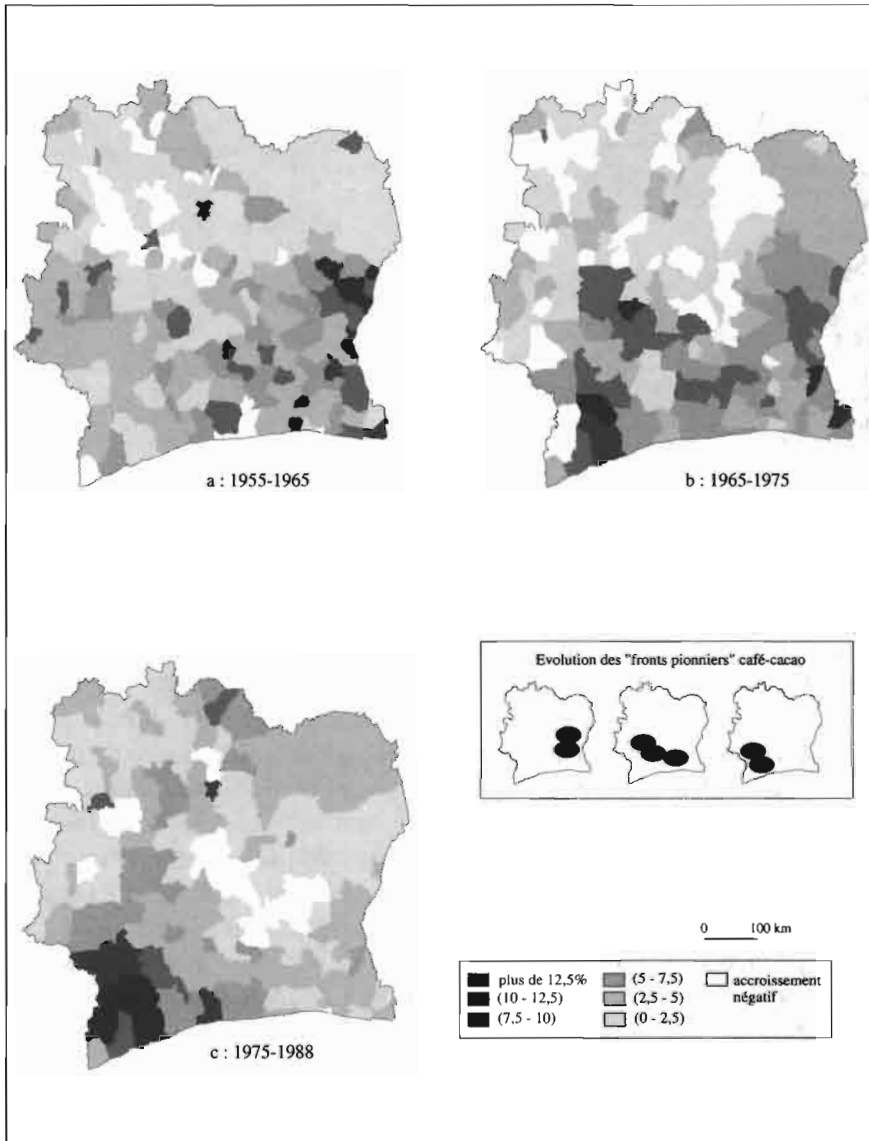 a : 1955-1965
b : 1965-1975
Evolution des "fronts pionniers" café-cacao
c : 1975-1988
0 100 km
plus de 12,5%
(10 - 12,5)
(7,5 - 10)
(5 - 7,5)
(2,5 - 5)
(0 - 2,5)
accroissement
négatif